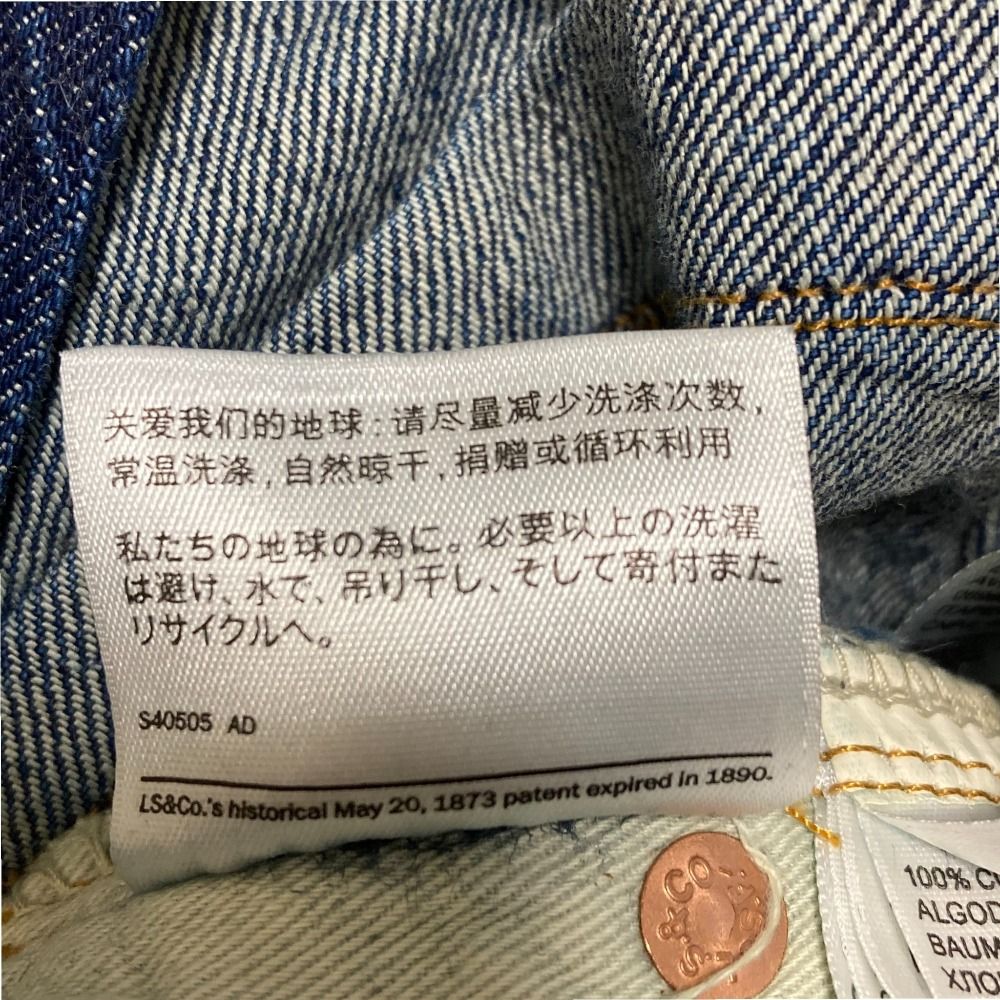 关爱我们的地球:请尽量减少洗涤次数,
常温洗涤,自然晾干,捐赠或循环利用
私たちの地球の為に。必要以上の洗濯
は避け、水で、吊り干し、そして寄付また
リサイクルへ。
S40505 AD
LS&Co.'s historical May 20, 1873 patent expired in 1890.
100%